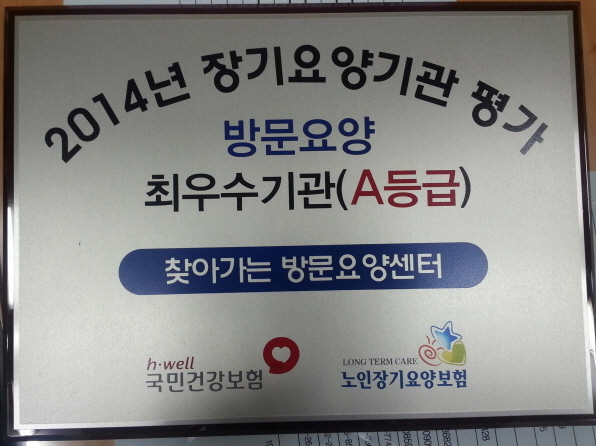 2014년 장기요양기관 평가
방문요양
최우수기관(A등급)
찾아가는 방문요양센터
h·well
국민건강보험
LONG TERM CARE
노인장기요양보험